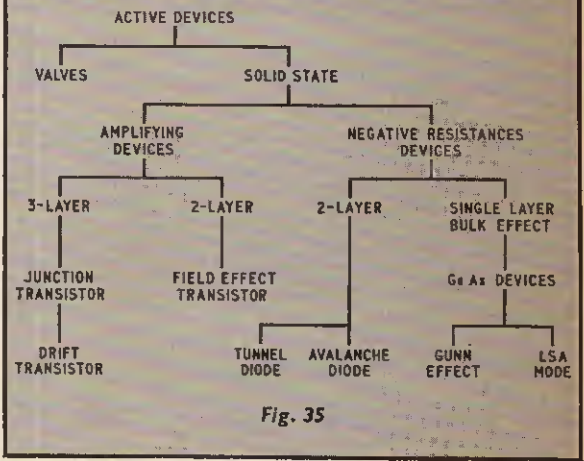 ACTIVE DEVICES
VALVES
SOLID STATE
AMPLIFYING
DEVICES
NEGATIVE RESISTANCES
DEVICES
3-LAYER
2-LAYER
2-LAYER
SINGLE LAYER
BULK EFFECT
JUNCTION
TRANSISTOR
FIELD EFFECT
TRANSISTOR
Ga As DEVICES
DRIFT
TRANSISTOR
TUNNEL
DIODE
AVALANCHE
DIODE
GUNN
EFFECT
LSA
MODE
Fig. 35